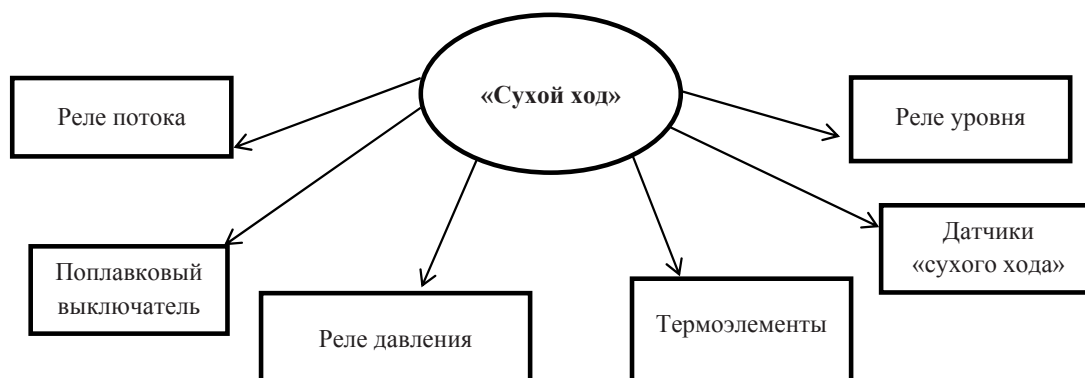 «Сухой ход»
Реле потока
Реле уровня
Поплавковый
выключатель
Датчики
«сухого хода»
Реле давления
Термоэлементы